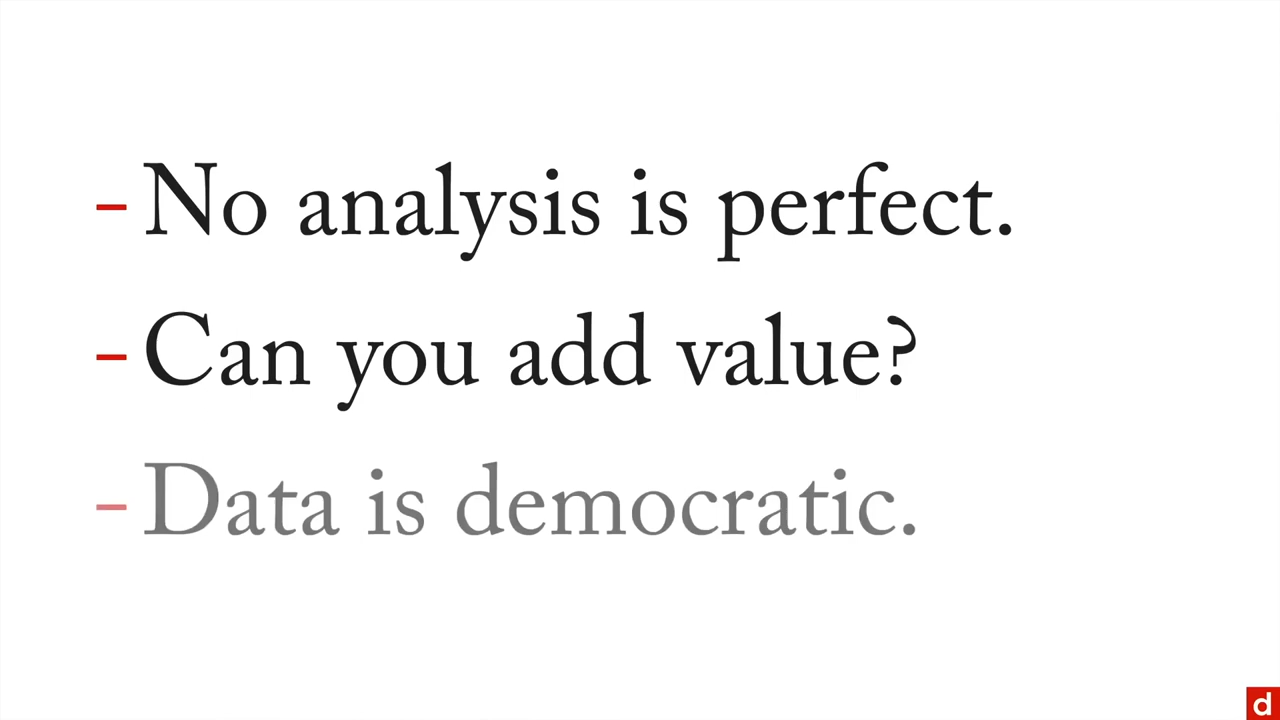 - No analysis is perfect.
- Can you add value?
- Data is democratic.
d